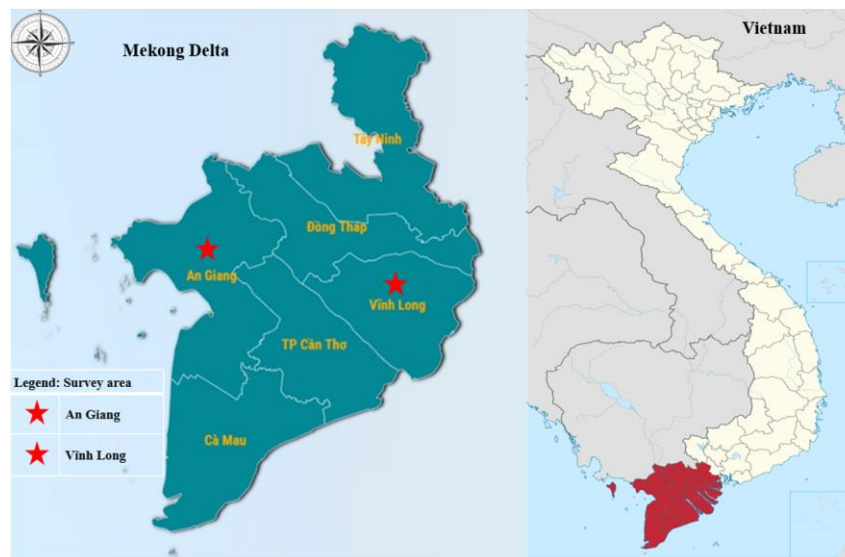 Mekong Delta
Vietnam
Tây Ninh
Đồng Tháp
An Giang
Vĩnh Long
TP Cần Thơ
Cà Mau
Legend: Survey area
An Giang
Vĩnh Long